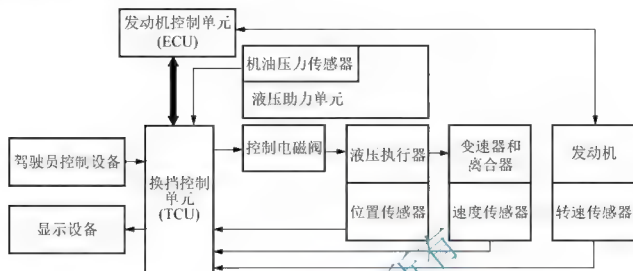 发动机控制单元
(ECU)
机油压力传感器
液压助力单元
驾驶员控制设备
显示设备
换挡控制
单元
(TCU)
控制电磁阀
液压执行器
位置传感器
变速器和
离合器
速度传感器
发动机
转速传感器
所有